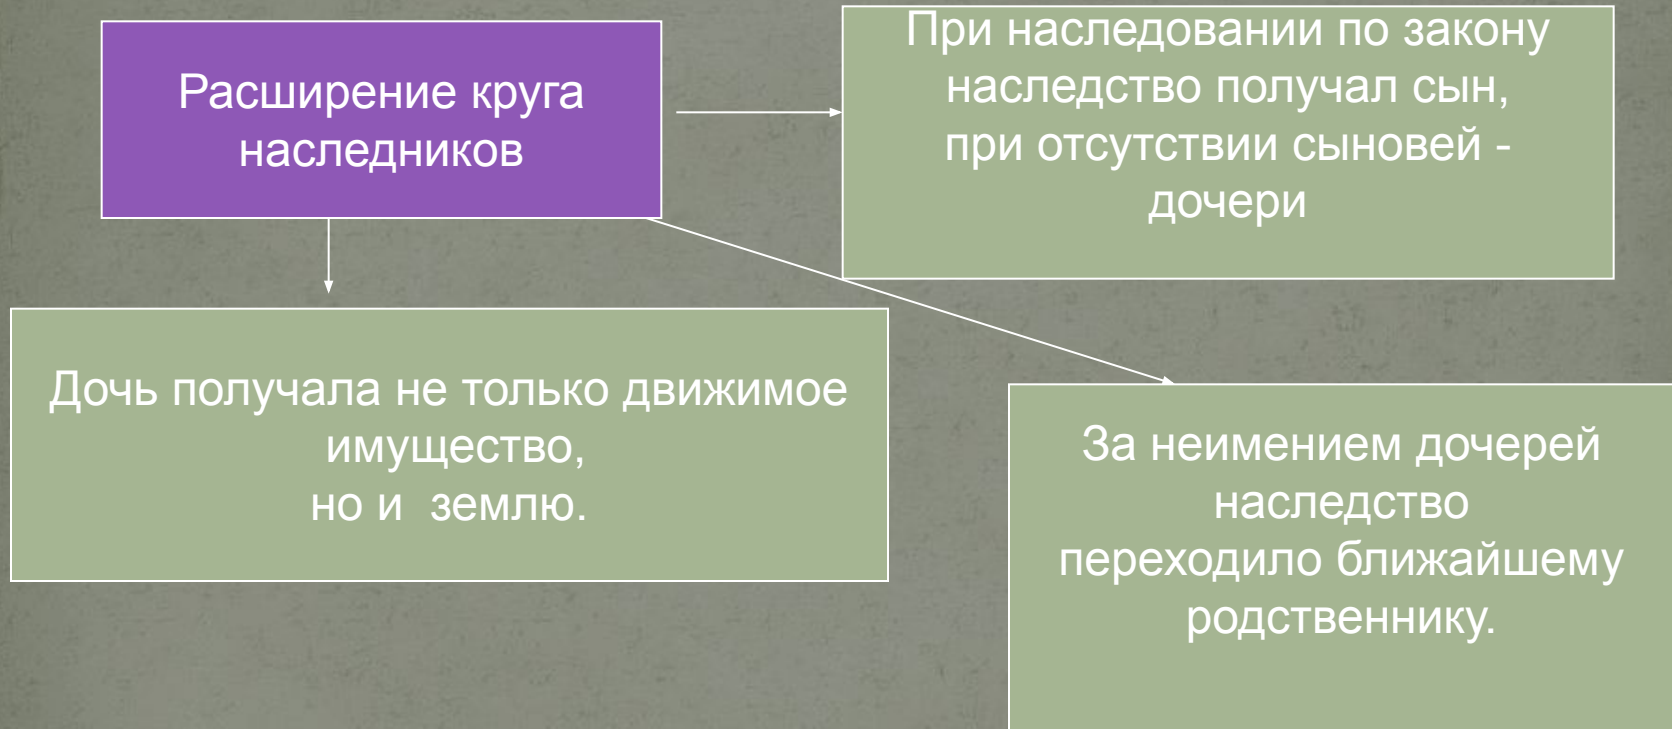 Расширение круга
наследников
При наследовании по закону
наследство получал сын,
при отсутствии сыновей -
дочери
Дочь получала не только движимое
имущество,
но и  землю.
За неимением дочерей
наследство
переходило ближайшему
родственнику.